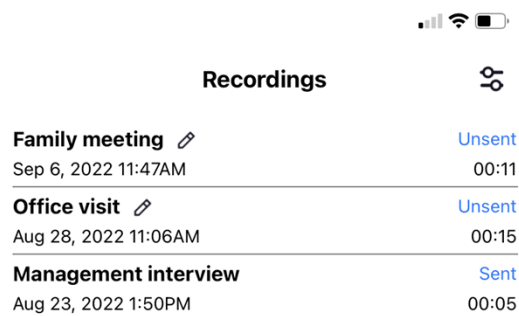 Recordings
Family meeting Unsent
Sep 6, 2022 11:47AM 00:11
Office visit Unsent
Aug 28, 2022 11:06AM 00:15
Management interview Sent
Aug 23, 2022 1:50PM 00:05